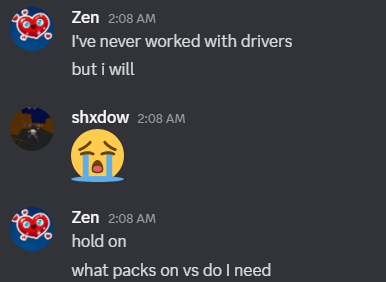 Zen 2:08 AM
I've never worked with drivers
but i will
shxdow 2:08 AM
Zen 2:08 AM
hold on
what packs on vs do I need